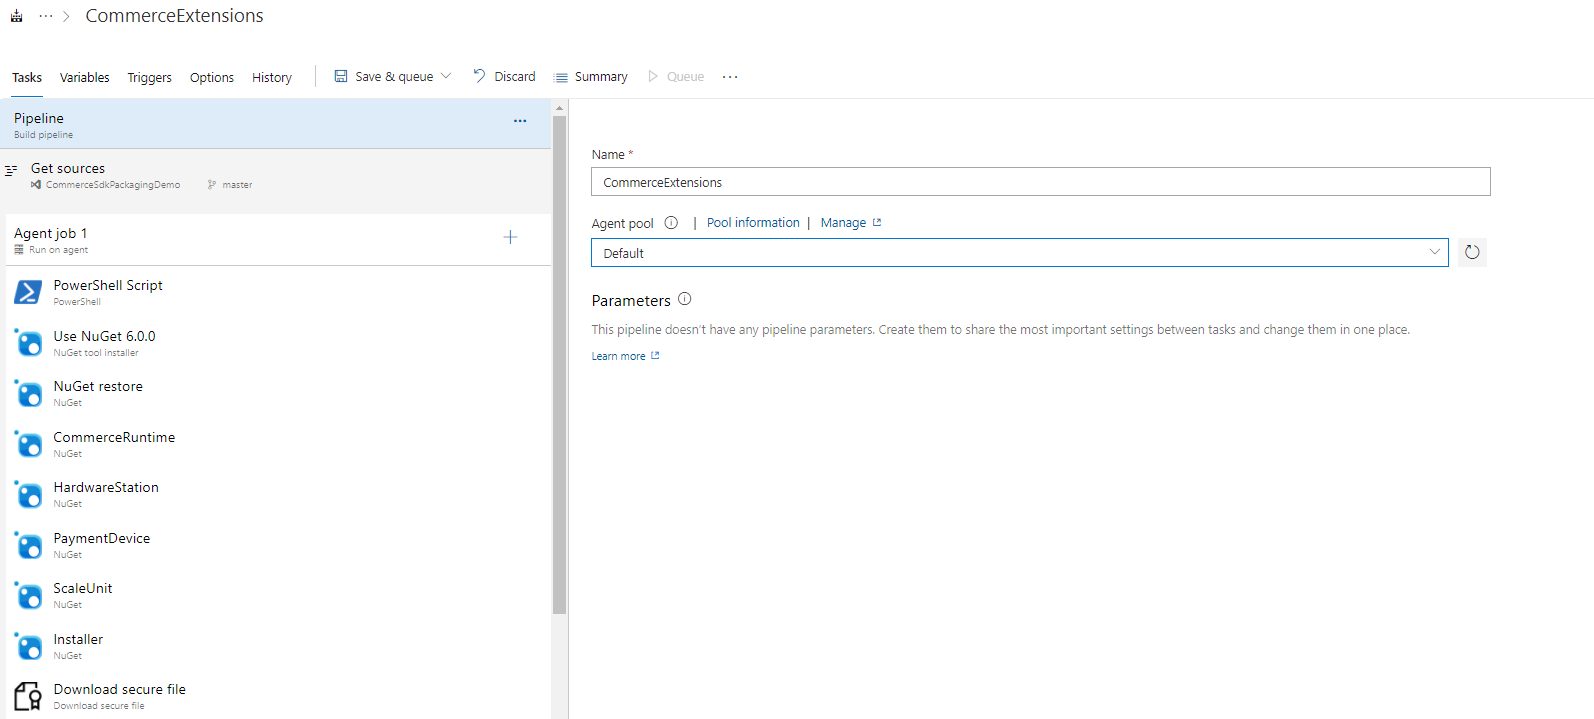 ··· > CommerceExtensions
Tasks Variables Triggers Options History Save & queue Discard Summary Queue ···
Pipeline ···
Build pipeline
Get sources
CommerceSdkPackagingDemo master
Agent job 1 +
Run on agent
PowerShell Script
PowerShell
Use NuGet 6.0.0
NuGet tool installer
NuGet restore
NuGet
CommerceRuntime
NuGet
HardwareStation
NuGet
PaymentDevice
NuGet
ScaleUnit
NuGet
Installer
NuGet
Download secure file
Download secure file
Name *
CommerceExtensions
Agent pool | Pool information | Manage
Default
Parameters
This pipeline doesn't have any pipeline parameters. Create them to share the most important settings between tasks and change them in one place.
Learn more